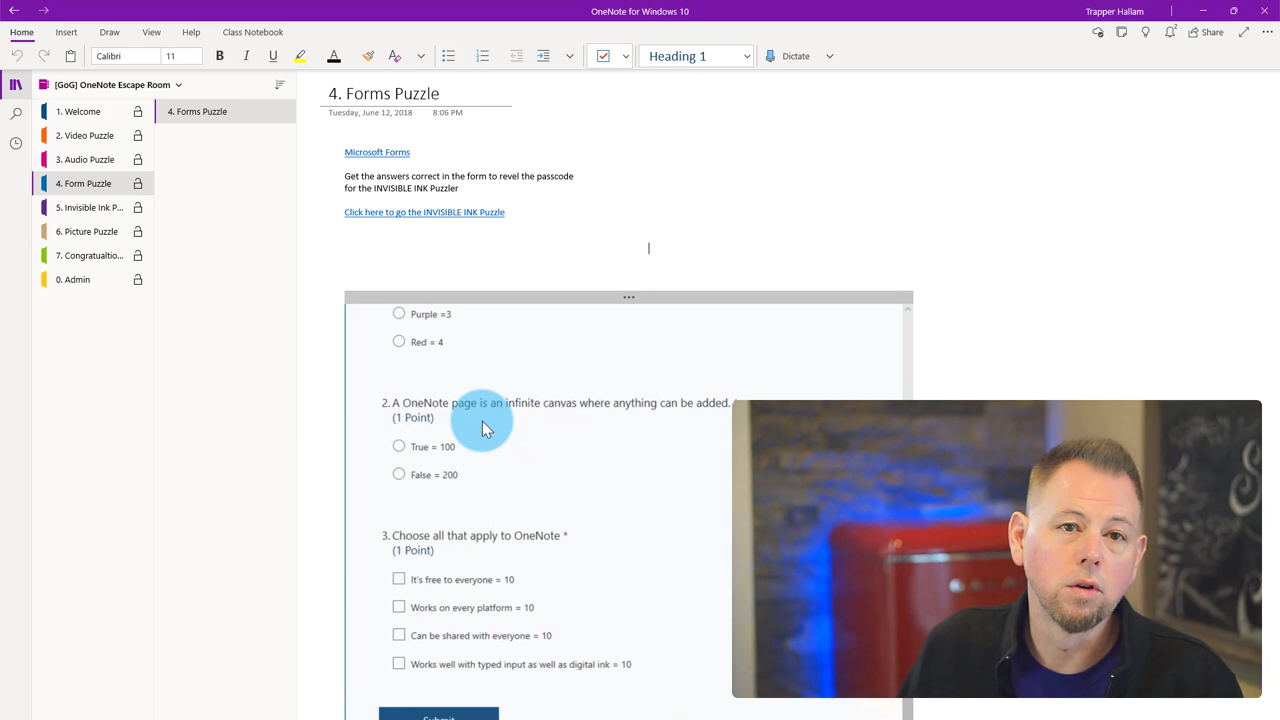 OneNote for Windows 10
Trapper Hallam
Home Insert Draw View Help Class Notebook
Share
Calibri 11 B I U A Heading 1 Dictate
[GoG] OneNote Escape Room
1. Welcome
2. Video Puzzle
3. Audio Puzzle
4. Form Puzzle
5. Invisible Ink P...
6. Picture Puzzle
7. Congratualtio...
0. Admin
4. Forms Puzzle
4. Forms Puzzle
Tuesday, June 12, 2018 8:06 PM
Microsoft Forms
Get the answers correct in the form to revel the passcode
for the INVISIBLE INK Puzzler
Click here to go the INVISIBLE INK Puzzle
Purple =3
Red = 4
2. A OneNote page is an infinite canvas where anything can be added.
(1 Point)
True = 100
False = 200
3. Choose all that apply to OneNote *
(1 Point)
It's free to everyone = 10
Works on every platform = 10
Can be shared with everyone = 10
Works well with typed input as well as digital ink = 10
Submit